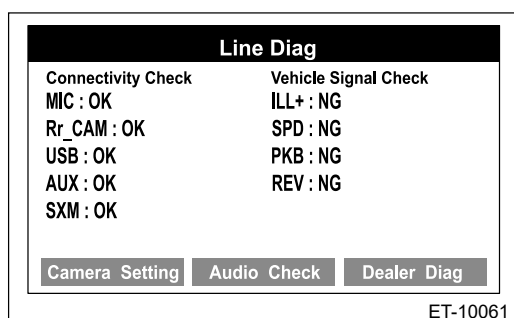 Line Diag
Connectivity Check
MIC : OK
Rr_CAM : OK
USB : OK
AUX : OK
SXM : OK
Vehicle Signal Check
ILL+ : NG
SPD : NG
PKB : NG
REV : NG
Camera Setting
Audio Check
Dealer Diag
ET-10061